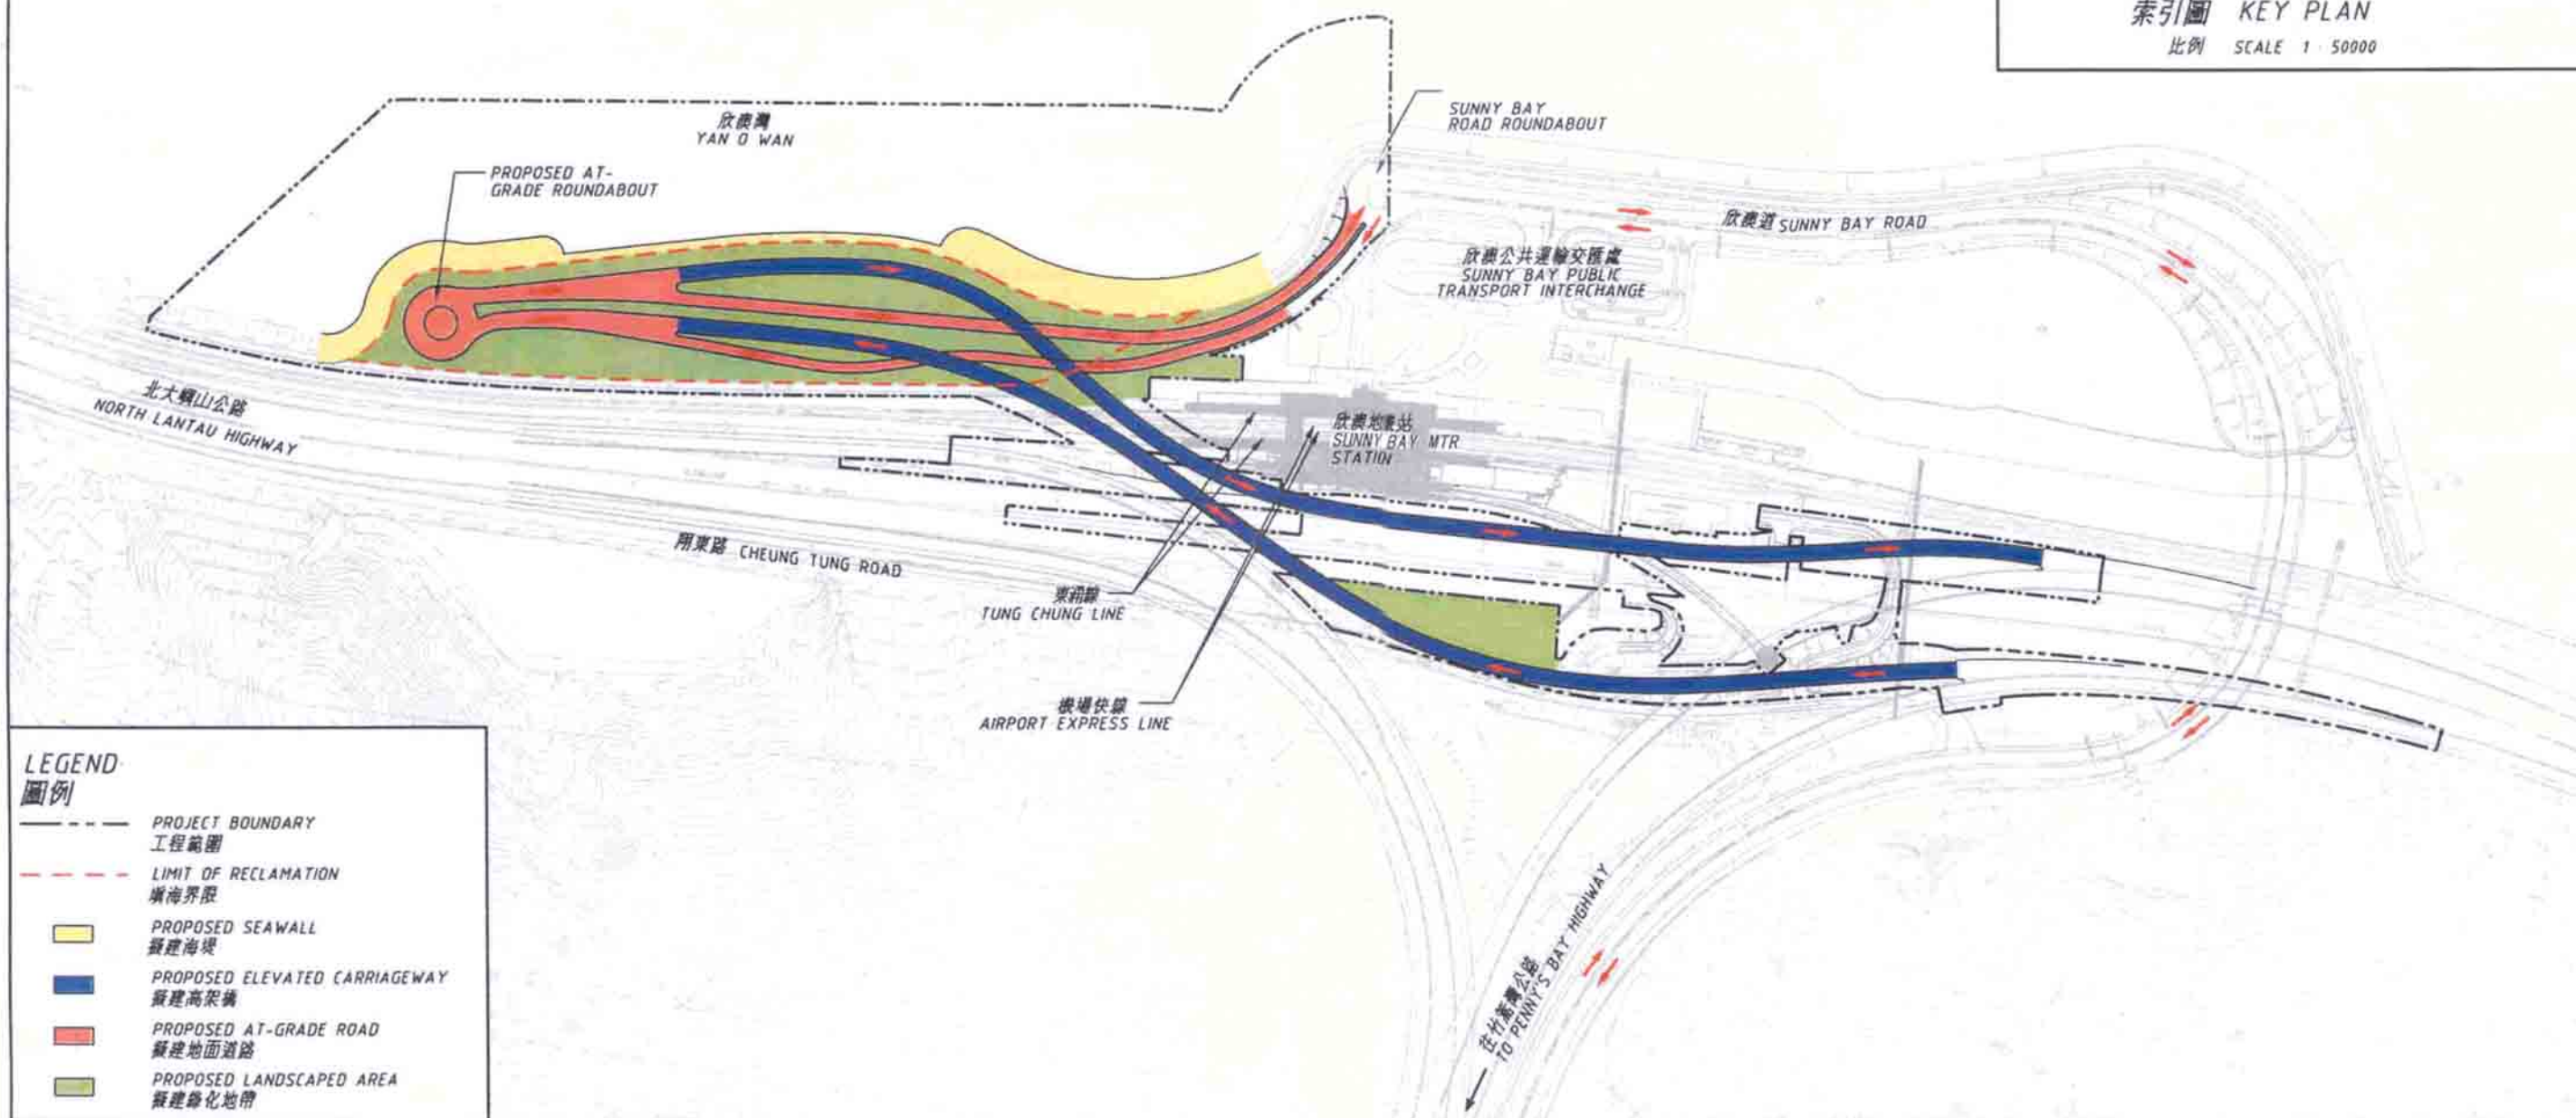 索引圖 KEY PLAN
比例 SCALE 1:50000
欣澳灣
YAN O WAN
SUNNY BAY
ROAD ROUNDABOUT
PROPOSED AT-
GRADE ROUNDABOUT
欣澳道 SUNNY BAY ROAD
欣澳公共運輸交匯處
SUNNY BAY PUBLIC
TRANSPORT INTERCHANGE
北大嶼山公路
NORTH LANTAU HIGHWAY
欣澳地鐵站
SUNNY BAY MTR
STATION
翔東路 CHEUNG TUNG ROAD
東涌線
TUNG CHUNG LINE
機場快線
AIRPORT EXPRESS LINE
往竹篙灣公路
TO PENNY'S BAY HIGHWAY
LEGEND
圖例
PROJECT BOUNDARY
工程範圍
LIMIT OF RECLAMATION
填海界限
PROPOSED SEAWALL
擬建海堤
PROPOSED ELEVATED CARRIAGEWAY
擬建高架橋
PROPOSED AT-GRADE ROAD
擬建地面道路
PROPOSED LANDSCAPED AREA
擬建綠化地帶